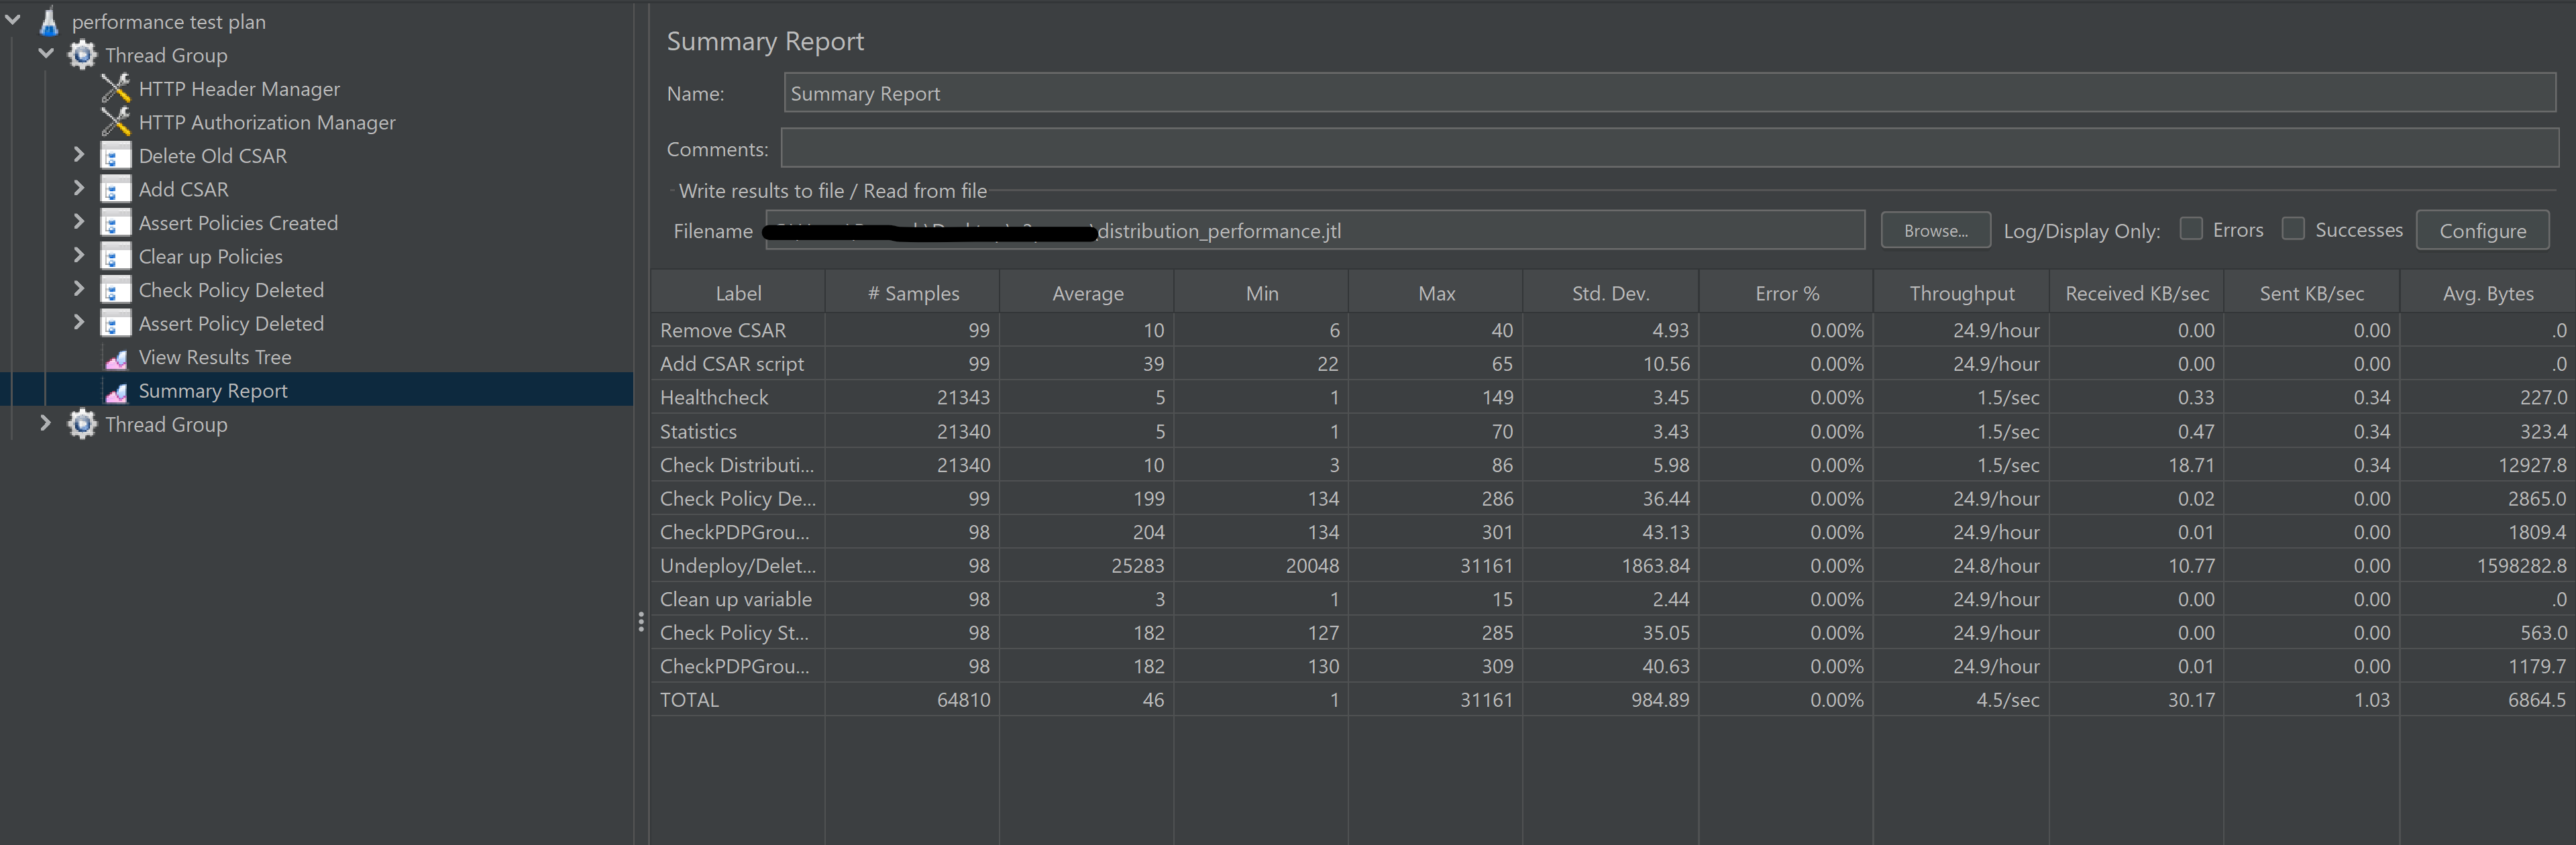 performance test plan
Thread Group
HTTP Header Manager
HTTP Authorization Manager
Delete Old CSAR
Add CSAR
Assert Policies Created
Clear up Policies
Check Policy Deleted
Assert Policy Deleted
View Results Tree
Summary Report
Thread Group
Summary Report
Name: Summary Report
Comments:
Write results to file / Read from file
Filename \distribution_performance.jtl Browse... Log/Display Only: Errors Successes Configure
Label # Samples Average Min Max Std. Dev. Error % Throughput Received KB/sec Sent KB/sec Avg. Bytes
Remove CSAR 99 10 6 40 4.93 0.00% 24.9/hour 0.00 0.00 .0
Add CSAR script 99 39 22 65 10.56 0.00% 24.9/hour 0.00 0.00 .0
Healthcheck 21343 5 1 149 3.45 0.00% 1.5/sec 0.33 0.34 227.0
Statistics 21340 5 1 70 3.43 0.00% 1.5/sec 0.47 0.34 323.4
Check Distributi... 21340 10 3 86 5.98 0.00% 1.5/sec 18.71 0.34 12927.8
Check Policy De... 99 199 134 286 36.44 0.00% 24.9/hour 0.02 0.00 2865.0
CheckPDPGrou... 98 204 134 301 43.13 0.00% 24.9/hour 0.01 0.00 1809.4
Undeploy/Delet... 98 25283 20048 31161 1863.84 0.00% 24.8/hour 10.77 0.00 1598282.8
Clean up variable 98 3 1 15 2.44 0.00% 24.9/hour 0.00 0.00 .0
Check Policy St... 98 182 127 285 35.05 0.00% 24.9/hour 0.00 0.00 563.0
CheckPDPGrou... 98 182 130 309 40.63 0.00% 24.9/hour 0.01 0.00 1179.7
TOTAL 64810 46 1 31161 984.89 0.00% 4.5/sec 30.17 1.03 6864.5